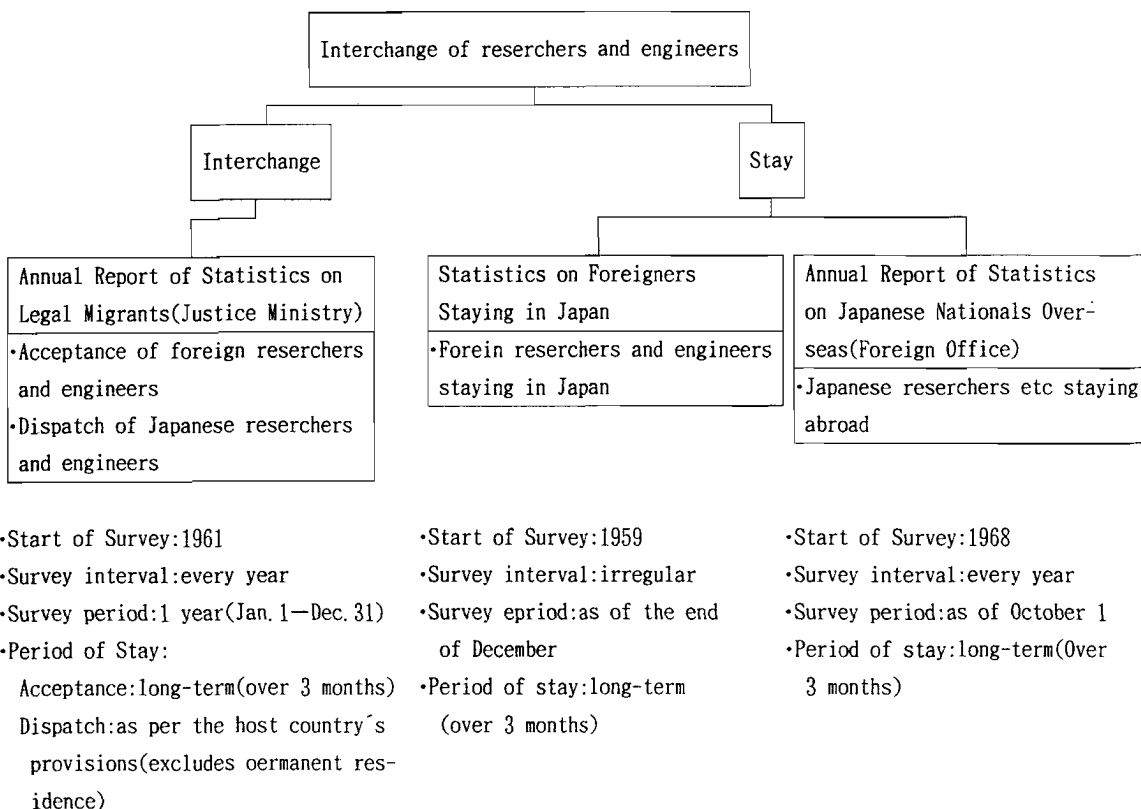 Interchange of reserchers and engineers
Interchange
Stay
Annual Report of Statistics on
Legal Migrants(Justice Ministry)
・Acceptance of foreign reserchers
and engineers
・Dispatch of Japanese reserchers
and engineers
Statistics on Foreigners
Staying in Japan
・Forein reserchers and engineers
staying in Japan
Annual Report of Statistics
on Japanese Nationals Over-
seas(Foreign Office)
・Japanese reserchers etc staying
abroad
・Start of Survey:1961
・Survey interval:every year
・Survey period:1 year(Jan.1—Dec.31)
・Period of Stay:
Acceptance:long-term(over 3 months)
Dispatch:as per the host country´s
provisions(excludes oermanent res-
idence)
・Start of Survey:1959
・Survey interval:irregular
・Survey epriod:as of the end
of December
・Period of stay:long-term
(over 3 months)
・Start of Survey:1968
・Survey interval:every year
・Survey period:as of October 1
・Period of stay:long-term(Over
3 months)